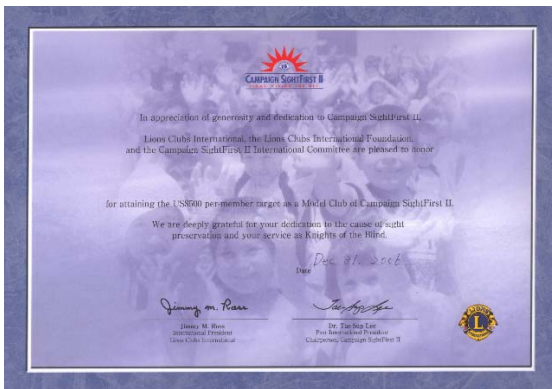 CAMPAIGN SIGHTFIRST II
In appreciation of generosity and dedication to Campaign SightFirst II,
Lions Clubs International, the Lions Clubs International Foundation,
and the Campaign SightFirst II International Committee are pleased to honor
for attaining the US$500 per-member target as a Model Club of Campaign SightFirst II.
We are deeply grateful for your dedication to the cause of sight
preservation and your service as Knights of the Blind.
Dec 31, 2006
Date
Jimmy M. Ross
Jimmy M. Ross
International President
Lions Clubs International
Dr. Tae Sup Lee
Past International President
Chairperson, Campaign SightFirst II
LIONS
L